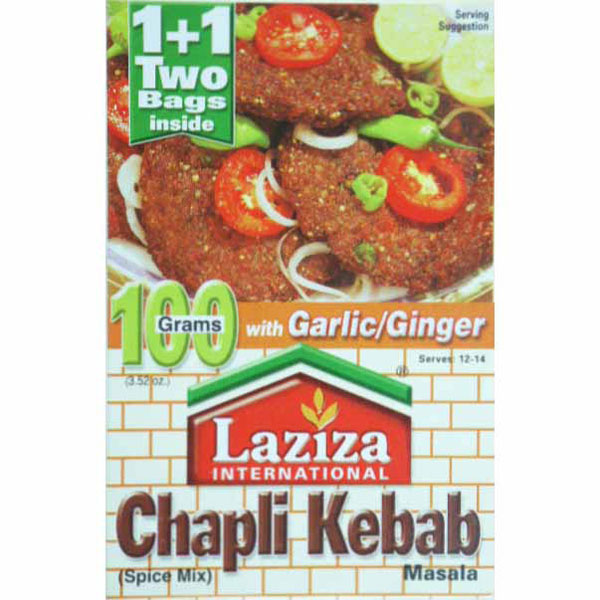 1+1
Two
Bags
inside
Serving
Suggestion
100
Grams
with Garlic/Ginger
(3.52 oz.)
Serves: 12-14
®
Laziza
INTERNATIONAL
Chapli Kebab
(Spice Mix)
Masala